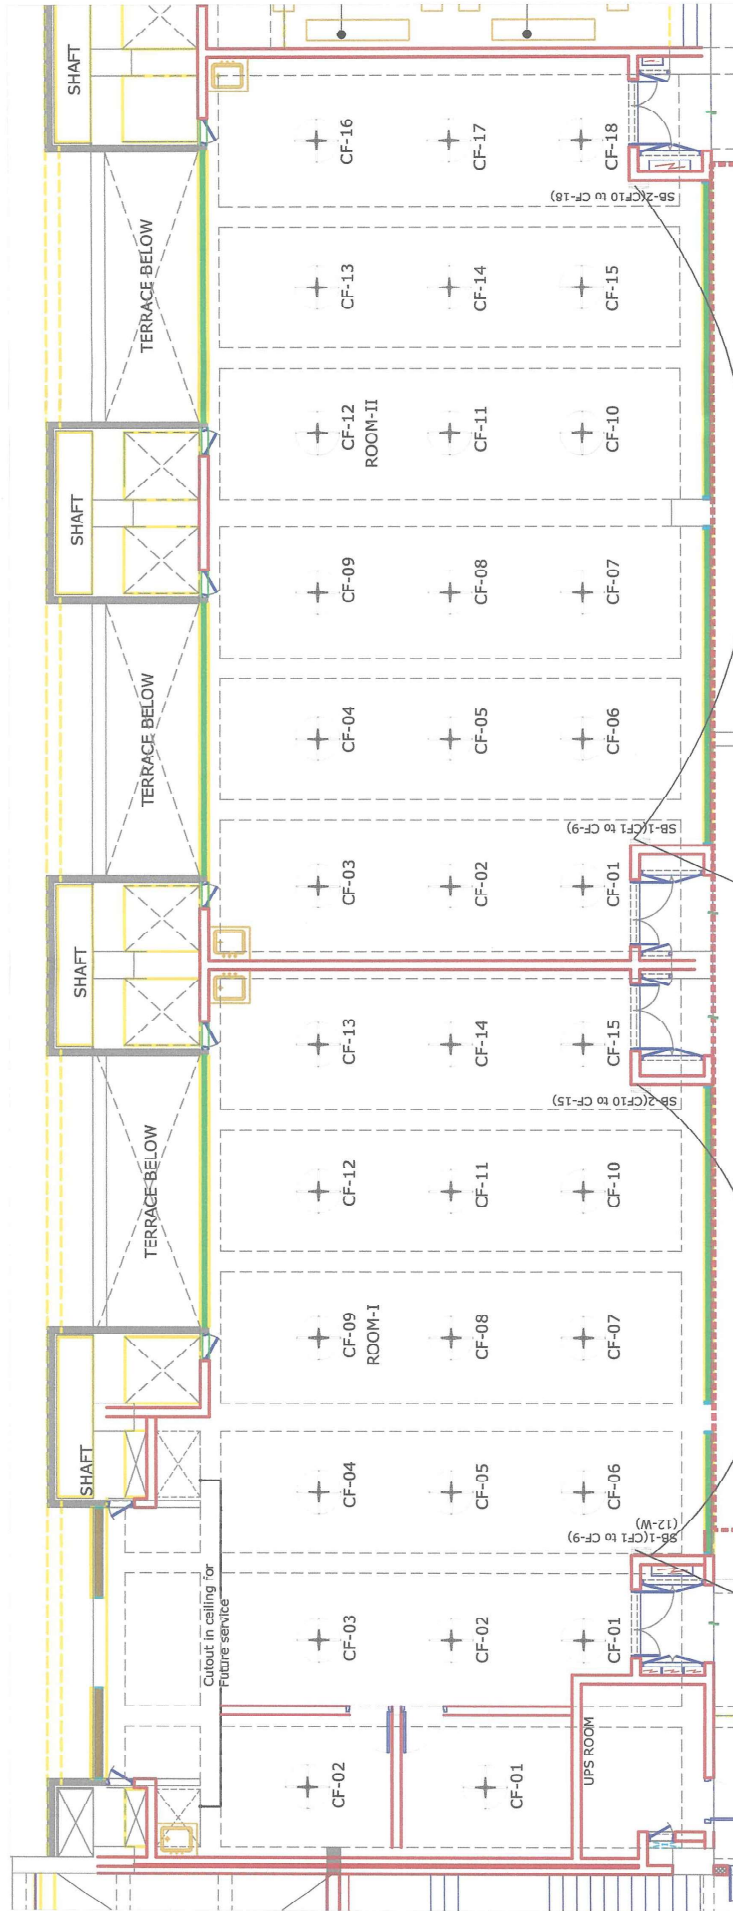 SHAFT
CF-16
CF-17
CF-18
SB-2(CF10 to CF-18)
TERRACE BELOW
CF-13
CF-14
CF-15
CF-12
ROOM-II
CF-11
CF-10
SHAFT
CF-09
CF-08
CF-07
TERRACE BELOW
CF-04
CF-05
CF-06
SB-1(CF1 to CF-9)
CF-03
CF-02
CF-01
SHAFT
CF-13
CF-14
CF-15
SB-2(CF10 to CF-15)
TERRACE BELOW
CF-12
CF-11
CF-10
CF-09
ROOM-I
CF-08
CF-07
SHAFT
CF-04
CF-05
CF-06
SB-1(CF1 to CF-9)
(12-W)
Cutout in ceiling for
Future service
CF-03
CF-02
CF-01
CF-02
CF-01
UPS ROOM